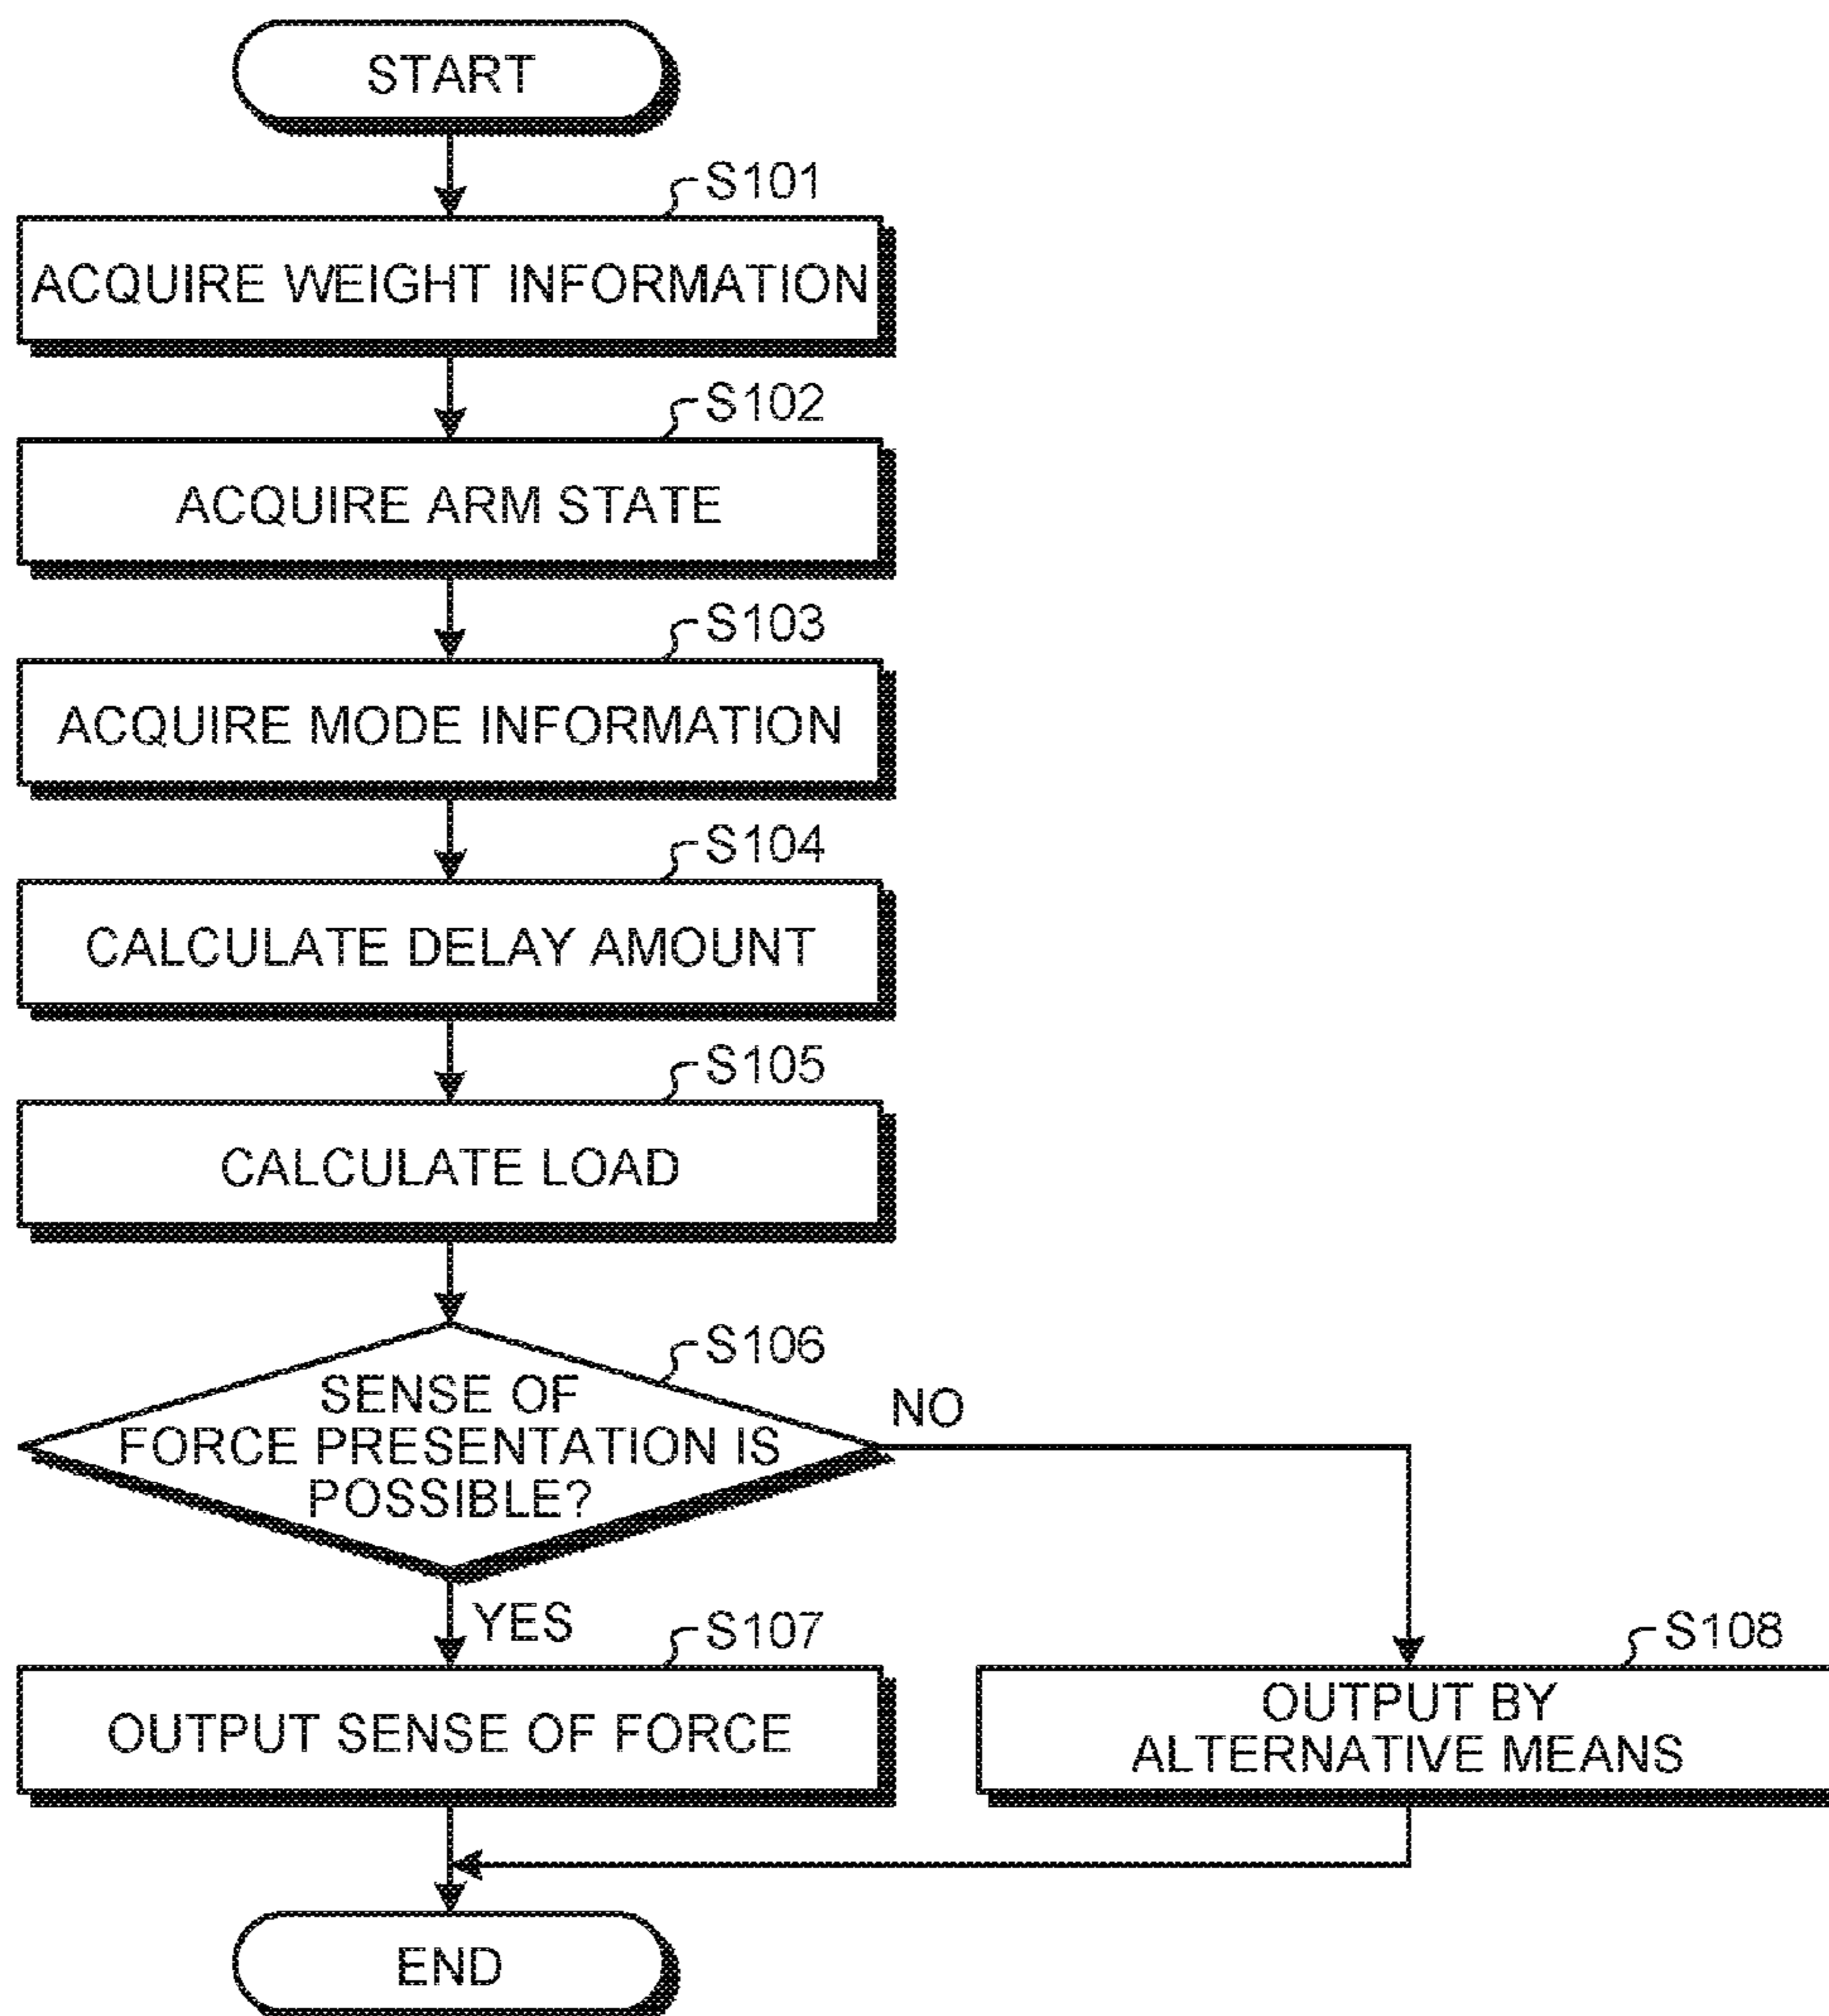 START
S101
ACQUIRE WEIGHT INFORMATION
S102
ACQUIRE ARM STATE
S103
ACQUIRE MODE INFORMATION
S104
CALCULATE DELAY AMOUNT
S105
CALCULATE LOAD
S106
SENSE OF
FORCE PRESENTATION IS
POSSIBLE?
NO
YES
S107
OUTPUT SENSE OF FORCE
S108
OUTPUT BY
ALTERNATIVE MEANS
END